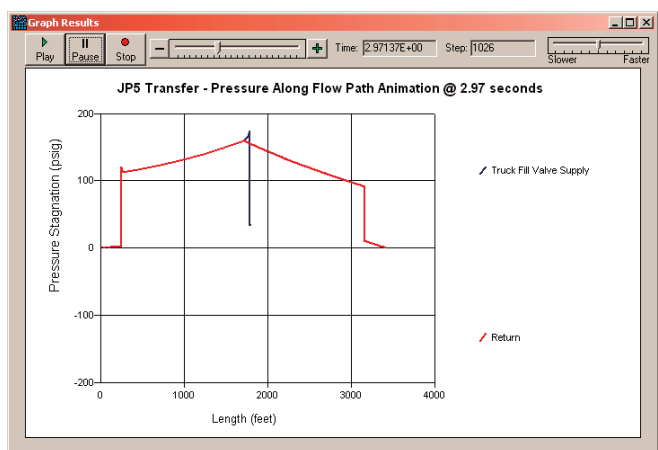 Graph Results
Play
Pause
Stop
Time: 2.97137E+00
Step: 1026
Slower
Faster
JP5 Transfer - Pressure Along Flow Path Animation @ 2.97 seconds
Pressure Stagnation (psig)
200
100
0
-100
-200
0
1000
2000
3000
4000
Length (feet)
Truck Fill Valve Supply
Return